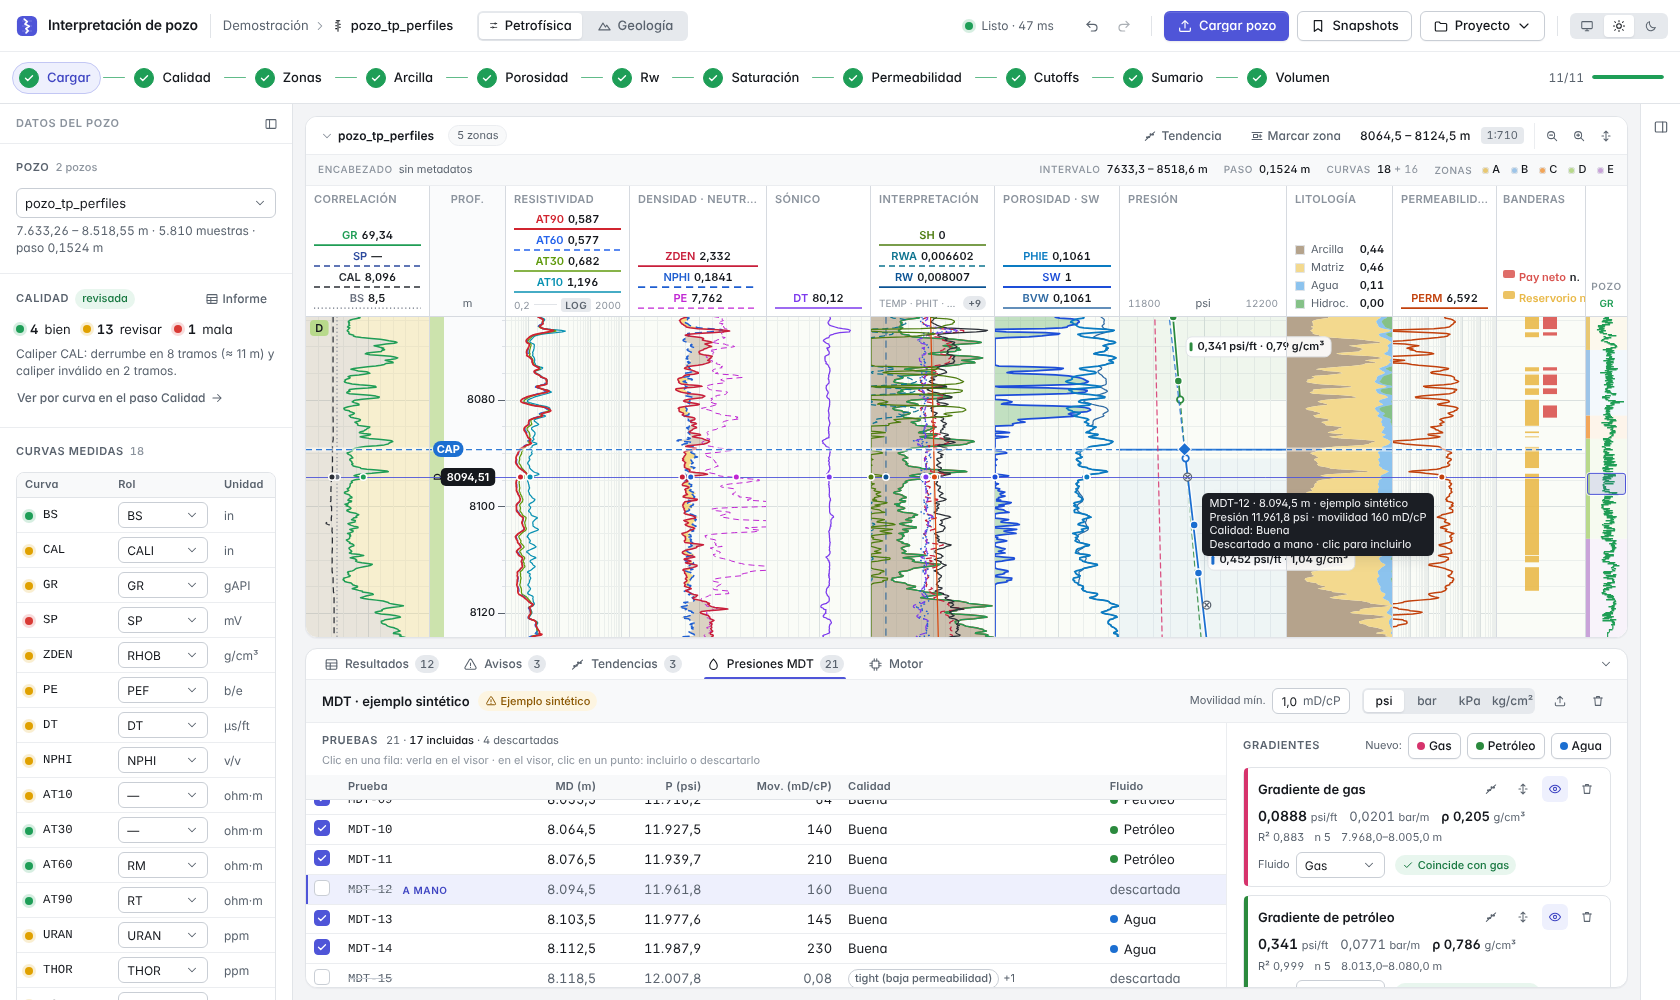 Interpretación de pozo
Demostración
pozo_tp_perfiles
Petrofísica
Geología
Listo · 47 ms
Cargar pozo
Snapshots
Proyecto
Cargar
Calidad
Zonas
Arcilla
Porosidad
Rw
Saturación
Permeabilidad
Cutoffs
Sumario
Volumen
11/11
DATOS DEL POZO
POZO 2 pozos
pozo_tp_perfiles
7.633,26 – 8.518,55 m · 5.810 muestras ·
paso 0,1524 m
CALIDAD revisada
Informe
4 bien 13 revisar 1 mala
Caliper CAL: derrumbe en 8 tramos (≈ 11 m) y
caliper inválido en 2 tramos.
Ver por curva en el paso Calidad →
CURVAS MEDIDAS 18
Curva Rol Unidad
BS BS in
CAL CALI in
GR GR gAPI
SP SP mV
ZDEN RHOB g/cm³
PE PEF b/e
DT DT µs/ft
NPHI NPHI v/v
AT10 — ohm·m
AT30 — ohm·m
AT60 RM ohm·m
AT90 RT ohm·m
URAN URAN ppm
THOR THOR ppm
pozo_tp_perfiles
5 zonas
Tendencia
Marcar zona
8064,5 – 8124,5 m
1:710
ENCABEZADO sin metadatos
INTERVALO 7633,3 – 8518,6 m
PASO 0,1524 m
CURVAS 18 + 16
ZONAS A B C D E
CORRELACIÓN
GR 69,34
SP —
CAL 8,096
BS 8,5
PROF.
m
RESISTIVIDAD
AT90 0,587
AT60 0,577
AT30 0,682
AT10 1,196
0,2 LOG 2000
DENSIDAD · NEUTR...
ZDEN 2,332
NPHI 0,1841
PE 7,762
SÓNICO
DT 80,12
INTERPRETACIÓN
SH 0
RWA 0,006602
RW 0,008007
TEMP · PHIT · ... +9
POROSIDAD · SW
PHIE 0,1061
SW 1
BVW 0,1061
PRESIÓN
11800 psi 12200
LITOLOGÍA
Arcilla 0,44
Matriz 0,46
Agua 0,11
Hidroc. 0,00
PERMEABILID...
PERM 6,592
BANDERAS
Pay neto n.
Reservorio n
POZO
GR
D
8080
CAP
8094,51
8100
8120
0,341 psi/ft · 0,79 g/cm³
MDT-12 · 8.094,5 m · ejemplo sintético
Presión 11.961,8 psi · movilidad 160 mD/cP
Calidad: Buena
Descartado a mano · clic para incluirlo
0,452 psi/ft · 1,04 g/cm³
Resultados 12
Avisos 3
Tendencias 3
Presiones MDT 21
Motor
MDT · ejemplo sintético
Ejemplo sintético
Movilidad mín. 1,0 mD/cP
psi bar kPa kg/cm²
PRUEBAS 21 · 17 incluidas · 4 descartadas
Clic en una fila: verla en el visor · en el visor, clic en un punto: incluirlo o descartarlo
Prueba MD (m) P (psi) Mov. (mD/cP) Calidad Fluido
MDT-10 8.064,5 11.927,5 140 Buena Petróleo
MDT-11 8.076,5 11.939,7 210 Buena Petróleo
MDT-12 A MANO 8.094,5 11.961,8 160 Buena descartada
MDT-13 8.103,5 11.977,6 145 Buena Agua
MDT-14 8.112,5 11.987,9 230 Buena Agua
MDT-15 8.118,5 12.007,8 0,08 tight (baja permeabilidad) +1 descartada
GRADIENTES
Nuevo: Gas Petróleo Agua
Gradiente de gas
0,0888 psi/ft 0,0201 bar/m ρ 0,205 g/cm³
R² 0,883 n 5 7.968,0–8.005,0 m
Fluido Gas
Coincide con gas
Gradiente de petróleo
0,341 psi/ft 0,0771 bar/m ρ 0,786 g/cm³
R² 0,999 n 5 8.013,0–8.080,0 m